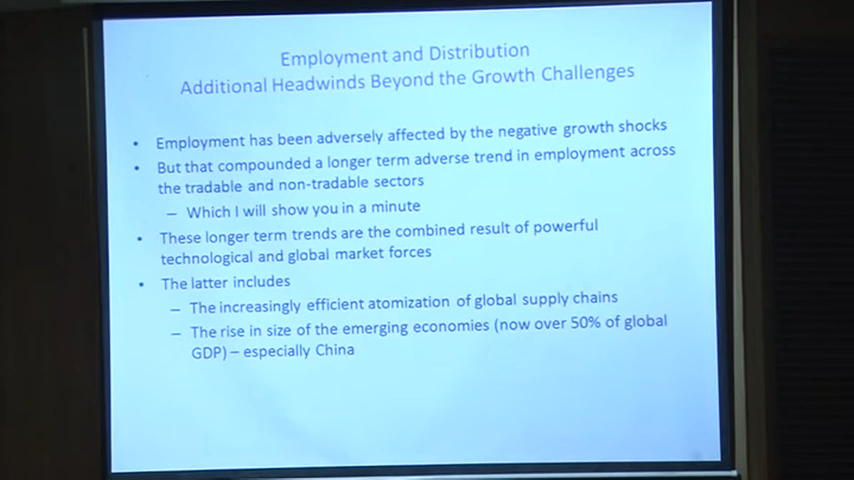 Employment and Distribution
Additional Headwinds Beyond the Growth Challenges
• Employment has been adversely affected by the negative growth shocks
• But that compounded a longer term adverse trend in employment across
the tradable and non-tradable sectors
– Which I will show you in a minute
• These longer term trends are the combined result of powerful
technological and global market forces
• The latter includes
– The increasingly efficient atomization of global supply chains
– The rise in size of the emerging economies (now over 50% of global
GDP) – especially China